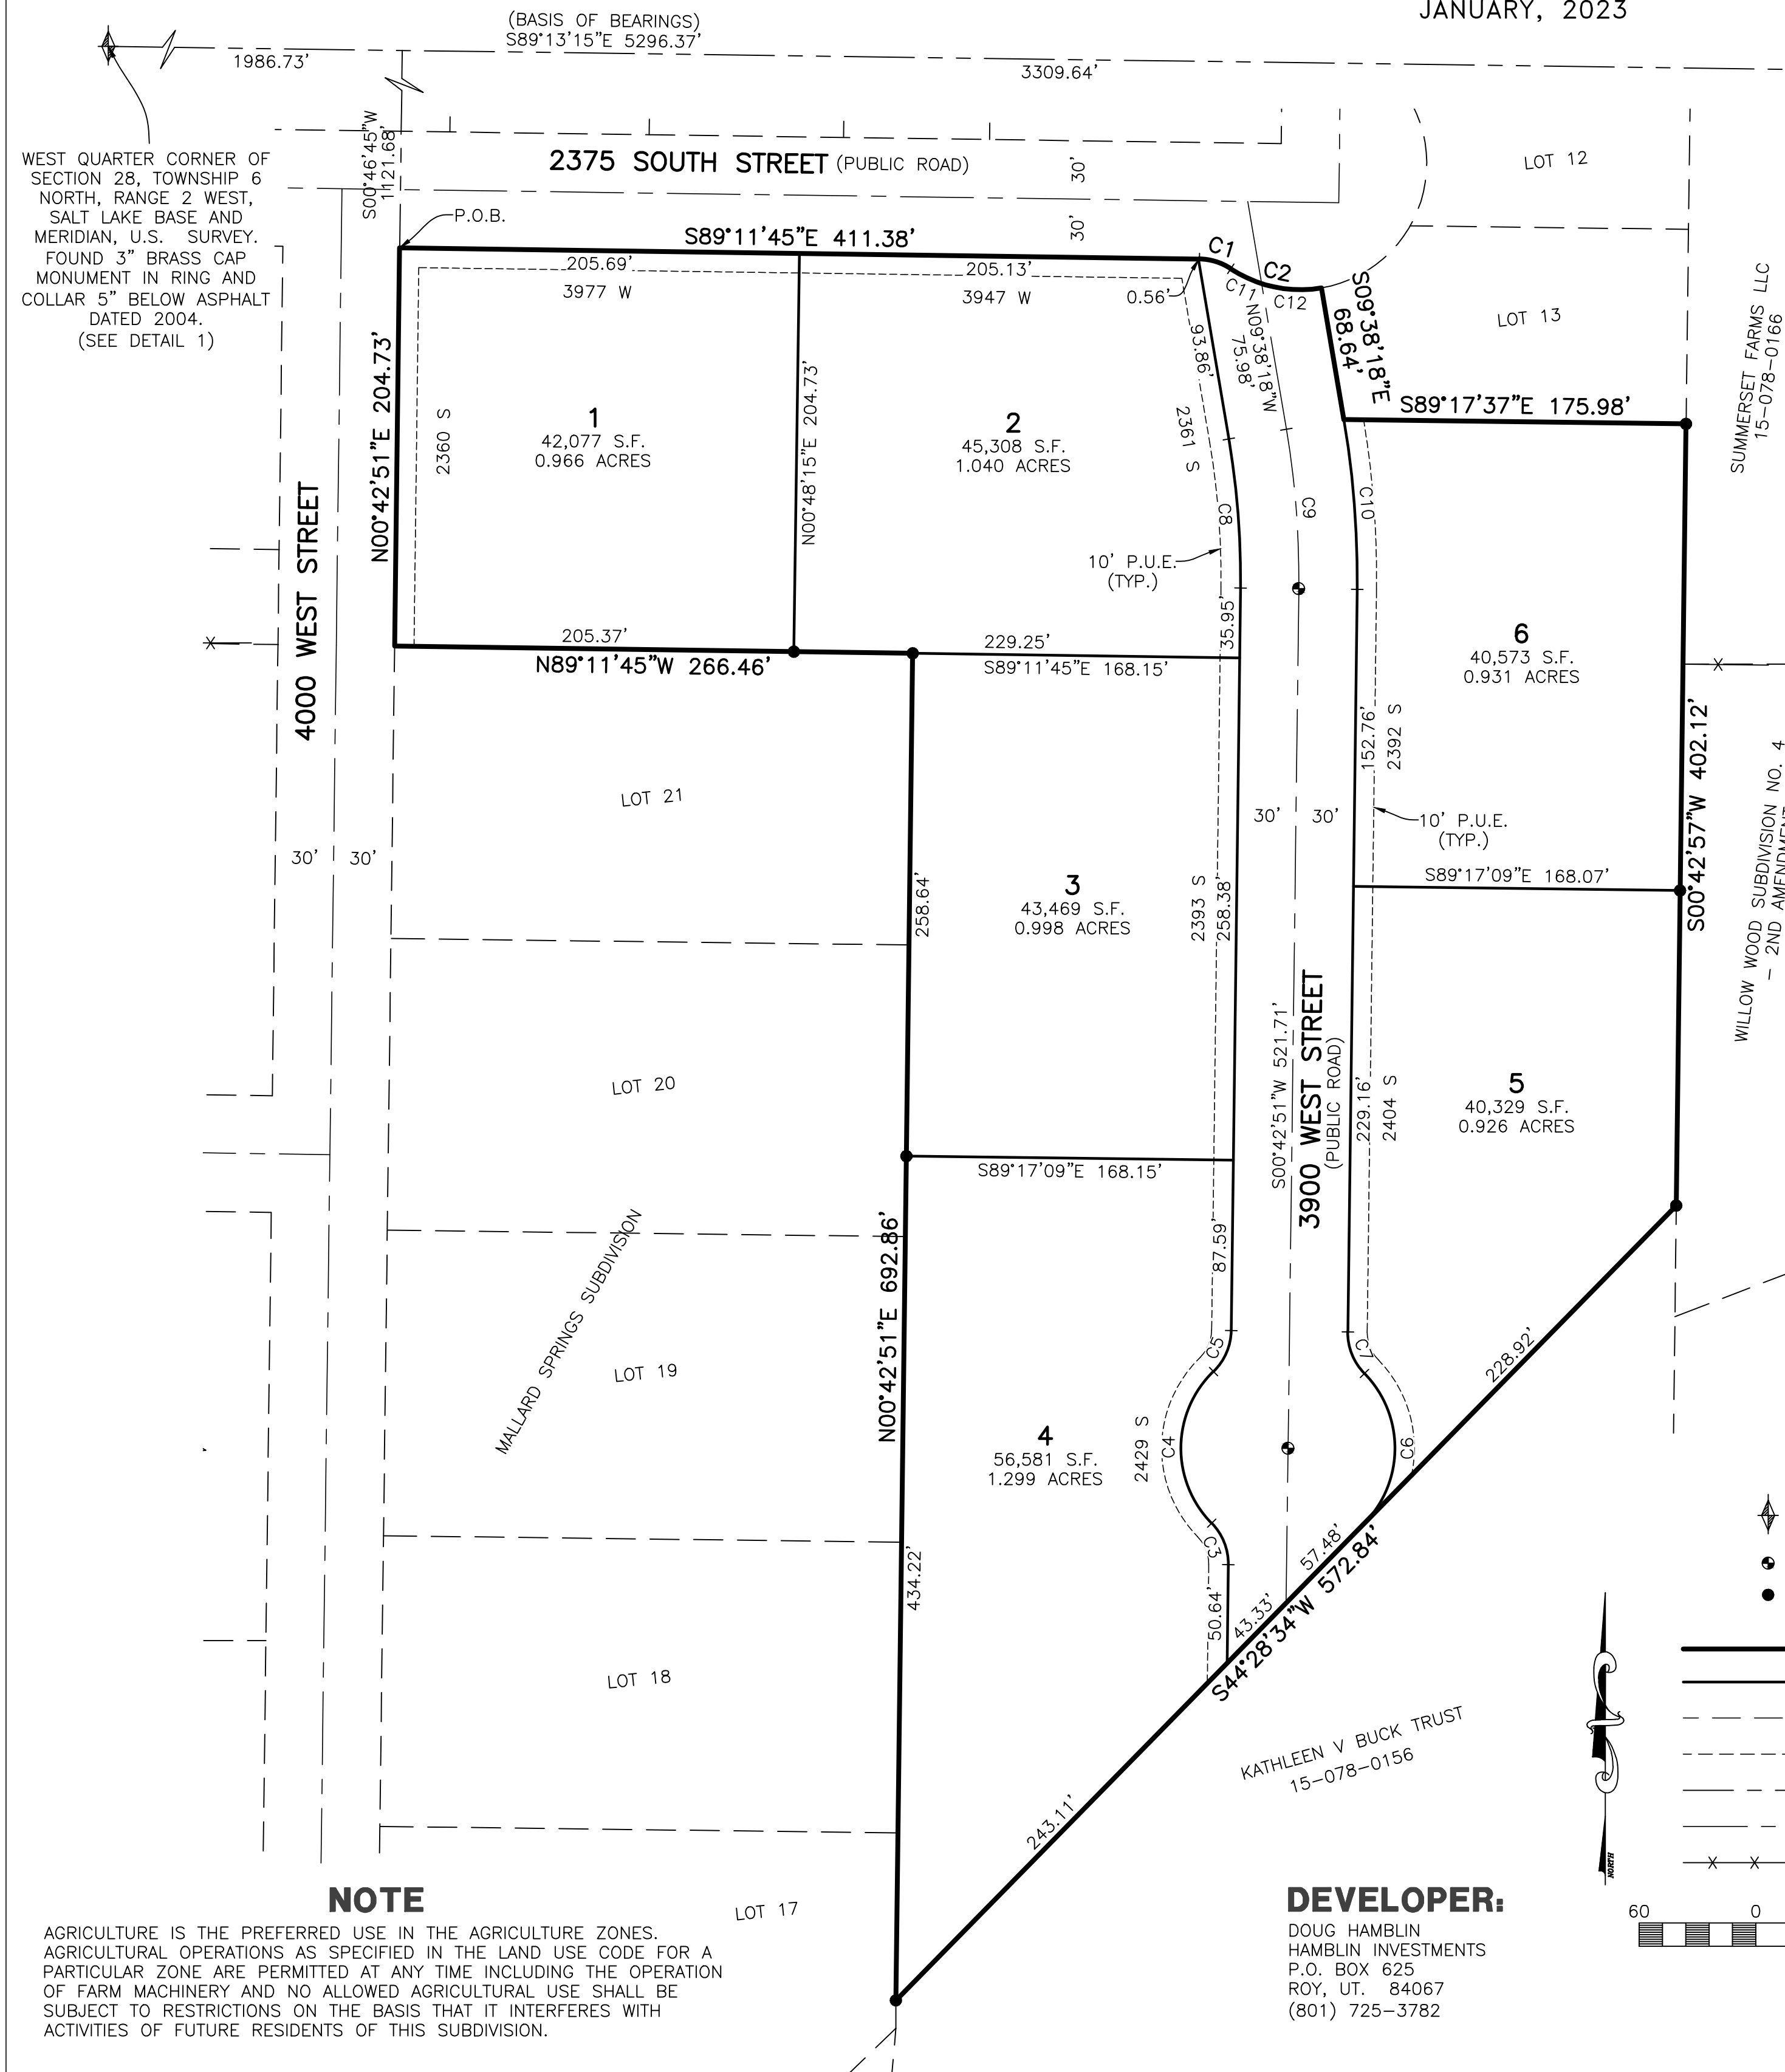 JANUARY, 2023
(BASIS OF BEARINGS)
S89°13'15"E 5296.37'
1986.73'
3309.64'
WEST QUARTER CORNER OF
SECTION 28, TOWNSHIP 6
NORTH, RANGE 2 WEST,
SALT LAKE BASE AND
MERIDIAN, U.S. SURVEY.
FOUND 3" BRASS CAP
MONUMENT IN RING AND
COLLAR 5" BELOW ASPHALT
DATED 2004.
(SEE DETAIL 1)
S00°46'45"W
1121.68'
2375 SOUTH STREET (PUBLIC ROAD)
30'
30'
P.O.B.
S89°11'45"E 411.38'
205.69'
3977 W
205.13'
3947 W
0.56'
C1
C2
C11
C12
LOT 12
LOT 13
S09°38'18"E
68.64'
N09°38'18"W
75.98'
93.86'
2361 S
S89°17'37"E 175.98'
SUMMERSET FARMS LLC
15-078-0166
4000 WEST STREET
N00°42'51"E 204.73'
2360 S
1
42,077 S.F.
0.966 ACRES
N00°48'15"E 204.73'
2
45,308 S.F.
1.040 ACRES
C8
C9
C10
10' P.U.E.
(TYP.)
35.95'
205.37'
N89°11'45"W 266.46'
229.25'
S89°11'45"E 168.15'
6
40,573 S.F.
0.931 ACRES
152.76'
2392 S
S00°42'57"W 402.12'
WILLOW WOOD SUBDIVISION NO. 4
- 2ND AMENDMENT
LOT 21
30'
30'
30'
30'
10' P.U.E.
(TYP.)
S89°17'09"E 168.07'
258.64'
3
43,469 S.F.
0.998 ACRES
2393 S
258.38'
S00°42'51"W 521.71'
3900 WEST STREET
(PUBLIC ROAD)
229.16'
2404 S
5
40,329 S.F.
0.926 ACRES
LOT 20
S89°17'09"E 168.15'
MALLARD SPRINGS SUBDIVISION
N00°42'51"E 692.86'
87.59'
C5
C7
228.92'
LOT 19
4
56,581 S.F.
1.299 ACRES
2429 S
C4
C6
C3
434.22'
50.64'
43.33'
57.48'
S44°28'34"W 572.84'
LOT 18
KATHLEEN V BUCK TRUST
15-078-0156
243.11'
NORTH
LOT 17
NOTE
AGRICULTURE IS THE PREFERRED USE IN THE AGRICULTURE ZONES.
AGRICULTURAL OPERATIONS AS SPECIFIED IN THE LAND USE CODE FOR A
PARTICULAR ZONE ARE PERMITTED AT ANY TIME INCLUDING THE OPERATION
OF FARM MACHINERY AND NO ALLOWED AGRICULTURAL USE SHALL BE
SUBJECT TO RESTRICTIONS ON THE BASIS THAT IT INTERFERES WITH
ACTIVITIES OF FUTURE RESIDENTS OF THIS SUBDIVISION.
DEVELOPER:
DOUG HAMBLIN
HAMBLIN INVESTMENTS
P.O. BOX 625
ROY, UT. 84067
(801) 725-3782
60 0